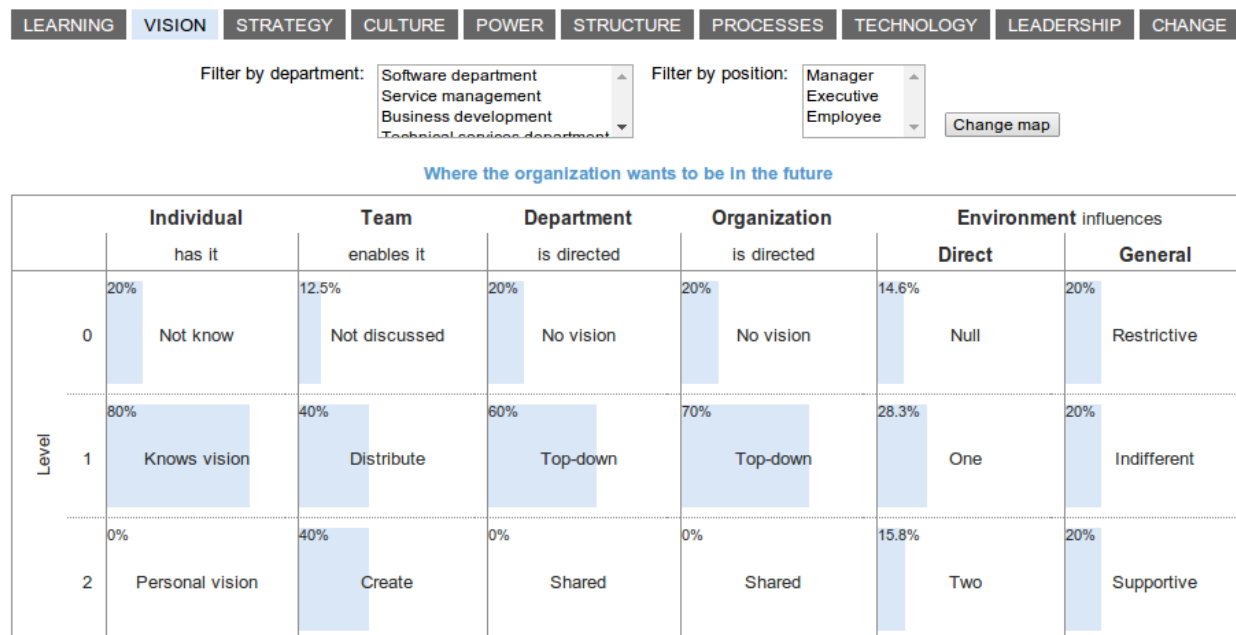 LEARNING VISION STRATEGY CULTURE POWER STRUCTURE PROCESSES TECHNOLOGY LEADERSHIP CHANGE
Filter by department: Software department Filter by position: Manager
Service management Executive
Business development Employee
Technical services department Change map
Where the organization wants to be in the future
Individual Team Department Organization Environment influences
has it enables it is directed is directed Direct General
20% 12.5% 20% 20% 14.6% 20%
0 Not know Not discussed No vision No vision Null Restrictive
80% 40% 60% 70% 28.3% 20%
Level 1 Knows vision Distribute Top-down Top-down One Indifferent
0% 40% 0% 0% 15.8% 20%
2 Personal vision Create Shared Shared Two Supportive